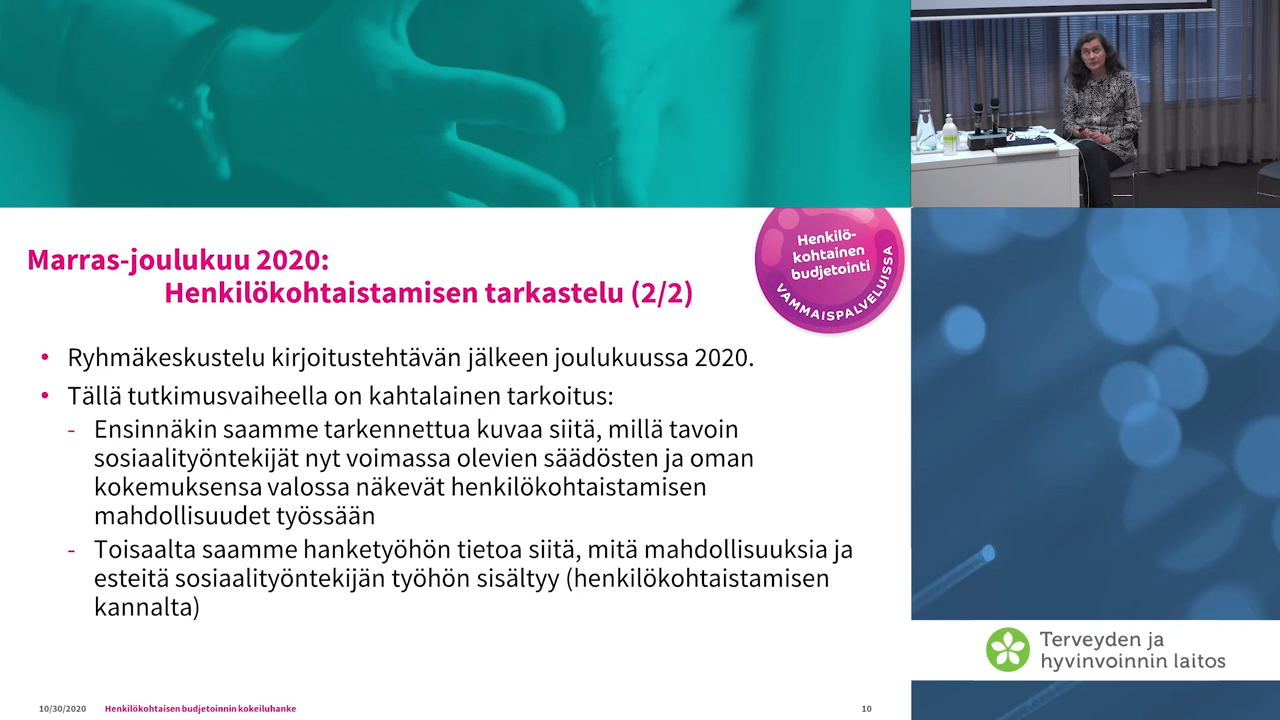 Marras-joulukuu 2020:
Henkilökohtaistamisen tarkastelu (2/2)
Henkilö-
kohtainen
budjetointi
VAMMAISPALVELUISSA
• Ryhmäkeskustelu kirjoitustehtävän jälkeen joulukuussa 2020.
• Tällä tutkimusvaiheella on kahtalainen tarkoitus:
- Ensinnäkin saamme tarkennettua kuvaa siitä, millä tavoin
sosiaalityöntekijät nyt voimassa olevien säädösten ja oman
kokemuksensa valossa näkevät henkilökohtaistamisen
mahdollisuudet työssään
- Toisaalta saamme hanketyöhön tietoa siitä, mitä mahdollisuuksia ja
esteitä sosiaalityöntekijän työhön sisältyy (henkilökohtaistamisen
kannalta)
10/30/2020
Henkilökohtaisen budjetoinnin kokeiluhanke
10
Terveyden ja
hyvinvoinnin laitos